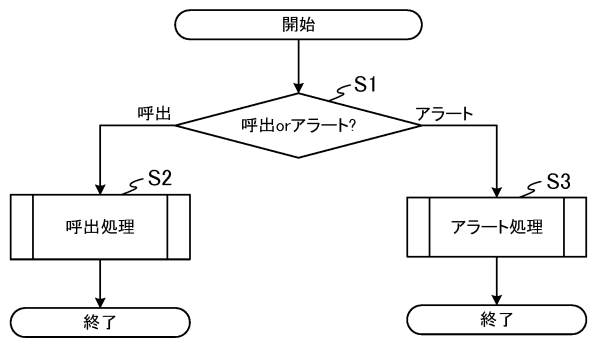 開始
S1
呼出orアラート?
呼出
アラート
S2
呼出処理
S3
アラート処理
終了
終了